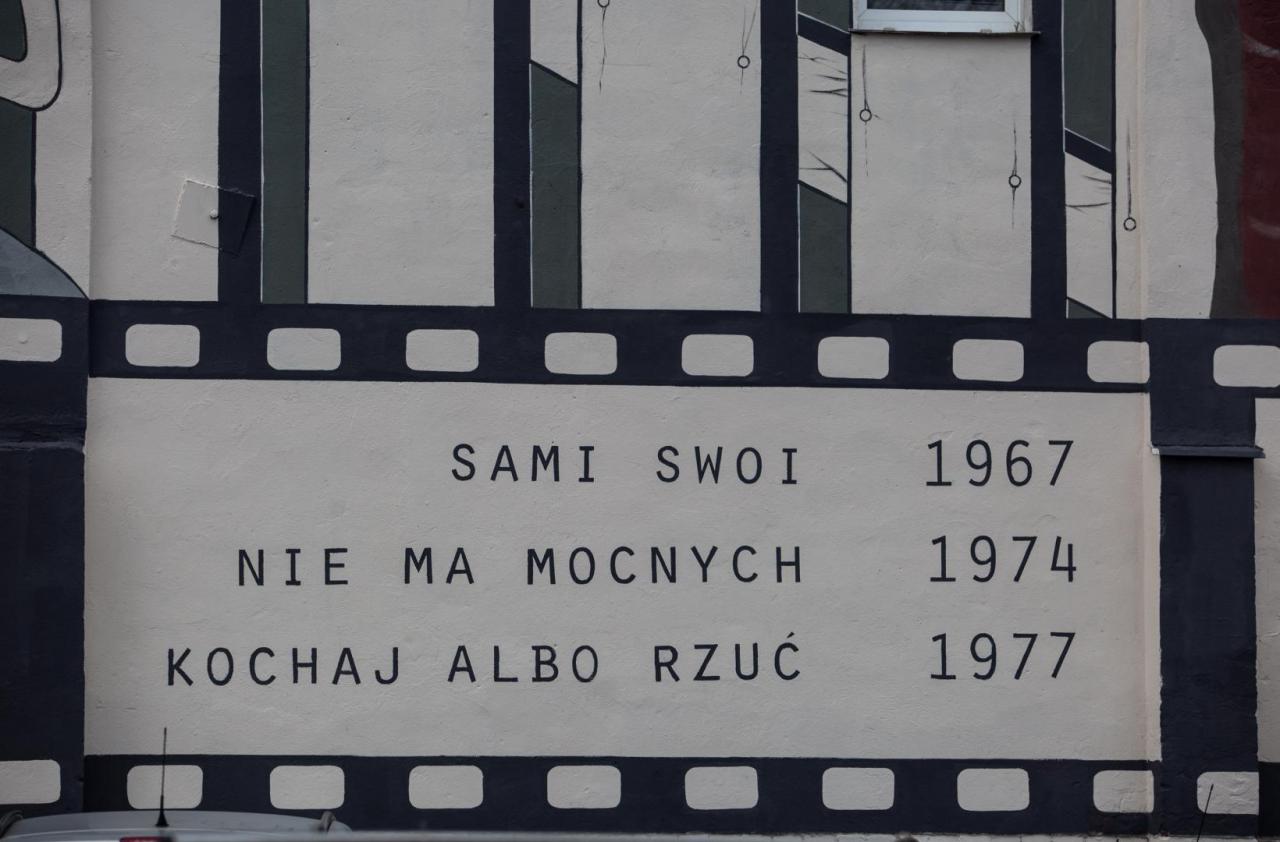 SAMI SWOI 1967
NIE MA MOCNYCH 1974
KOCHAJ ALBO RZUĆ 1977